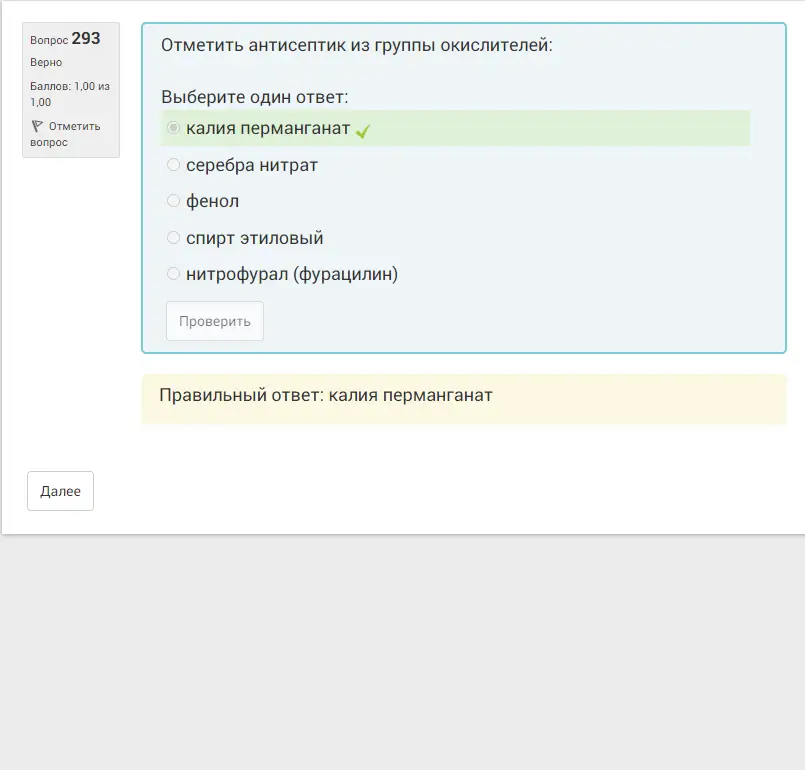 Вопрос 293
Верно
Баллов: 1,00 из
1,00
Отметить
вопрос
Отметить антисептик из группы окислителей:
Выберите один ответ:
калия перманганат
серебра нитрат
фенол
спирт этиловый
нитрофурал (фурацилин)
Проверить
Правильный ответ: калия перманганат
Далее